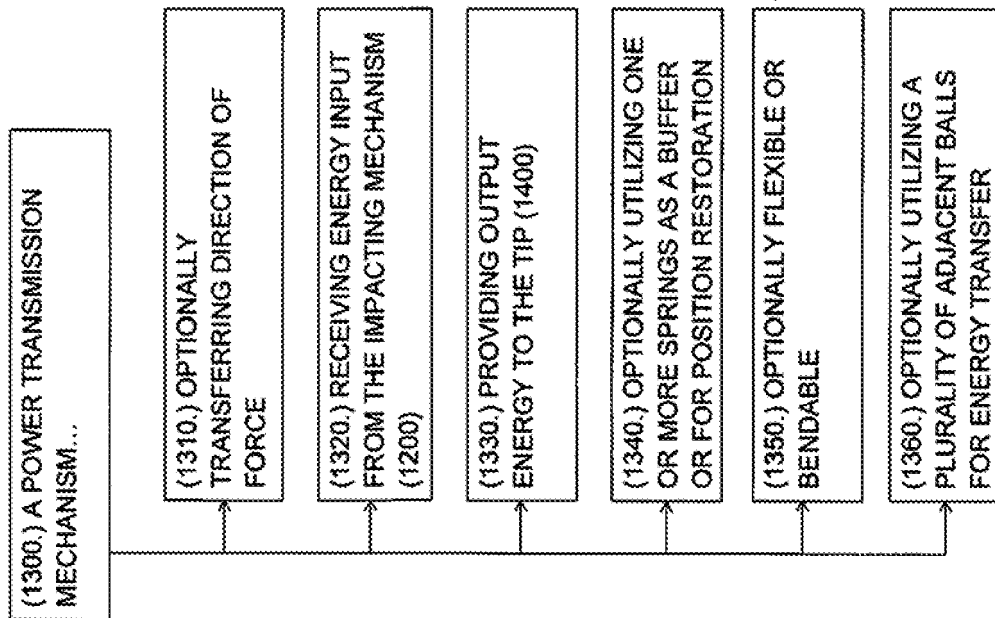 (1300.) A POWER TRANSMISSION
MECHANISM...
(1310.) OPTIONALLY
TRANSFERRING DIRECTION OF
FORCE
(1320.) RECEIVING ENERGY INPUT
FROM THE IMPACTING MECHANISM
(1200)
(1330.) PROVIDING OUTPUT
ENERGY TO THE TIP (1400)
(1340.) OPTIONALLY UTILIZING ONE
OR MORE SPRINGS AS A BUFFER
OR FOR POSITION RESTORATION
(1350.) OPTIONALLY FLEXIBLE OR
BENDABLE
(1360.) OPTIONALLY UTILIZING A
PLURALITY OF ADJACENT BALLS
FOR ENERGY TRANSFER